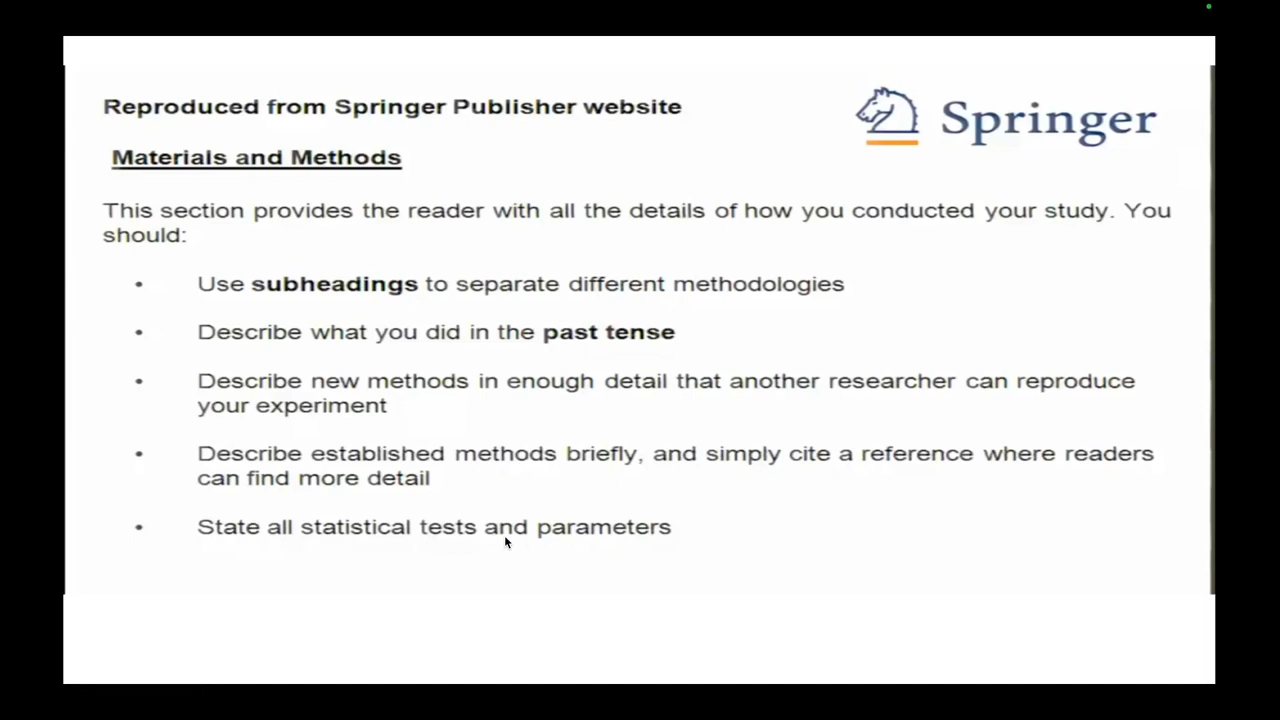 Reproduced from Springer Publisher website
Springer
Materials and Methods
This section provides the reader with all the details of how you conducted your study. You
should:
• Use subheadings to separate different methodologies
• Describe what you did in the past tense
• Describe new methods in enough detail that another researcher can reproduce
your experiment
• Describe established methods briefly, and simply cite a reference where readers
can find more detail
• State all statistical tests and parameters